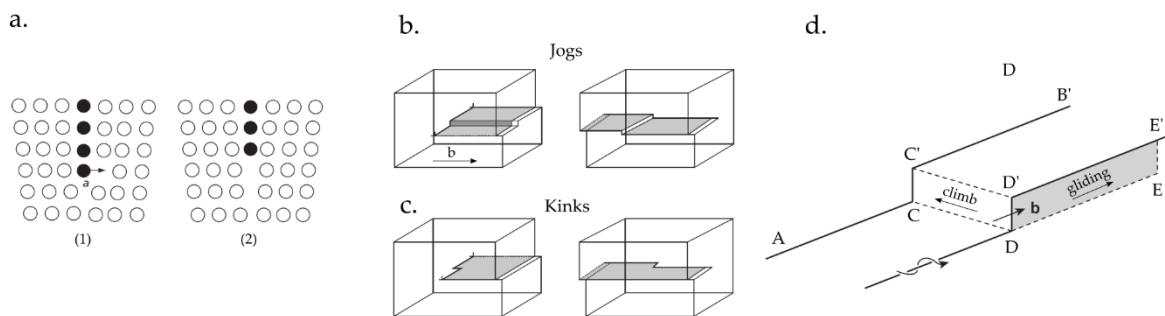 a.
a
(1)
(2)
b.
Jogs
b
c.
Kinks
d.
D
B'
E'
C'
D'
gliding
climb
b
E
C
A
D